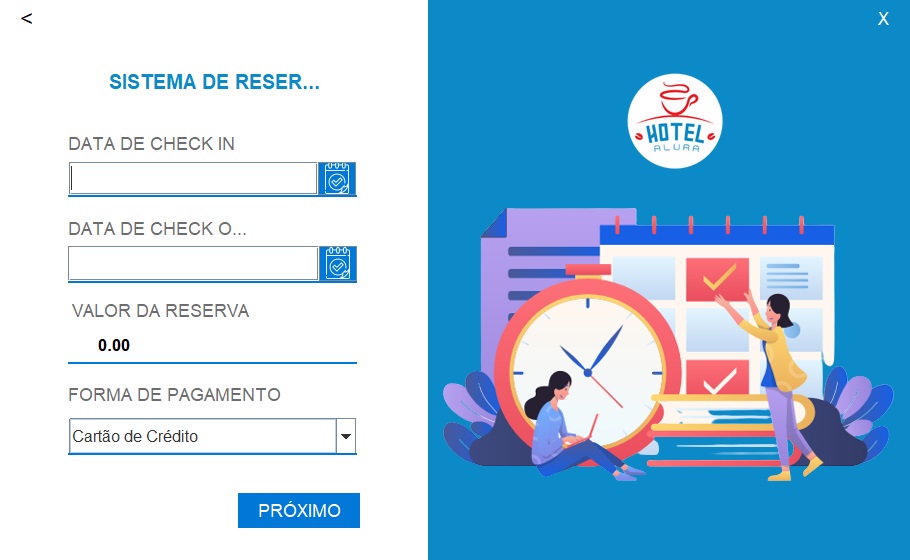 <
X
SISTEMA DE RESER...
DATA DE CHECK IN
DATA DE CHECK O...
VALOR DA RESERVA
0.00
FORMA DE PAGAMENTO
Cartão de Crédito
PRÓXIMO
HOTEL
ALURA